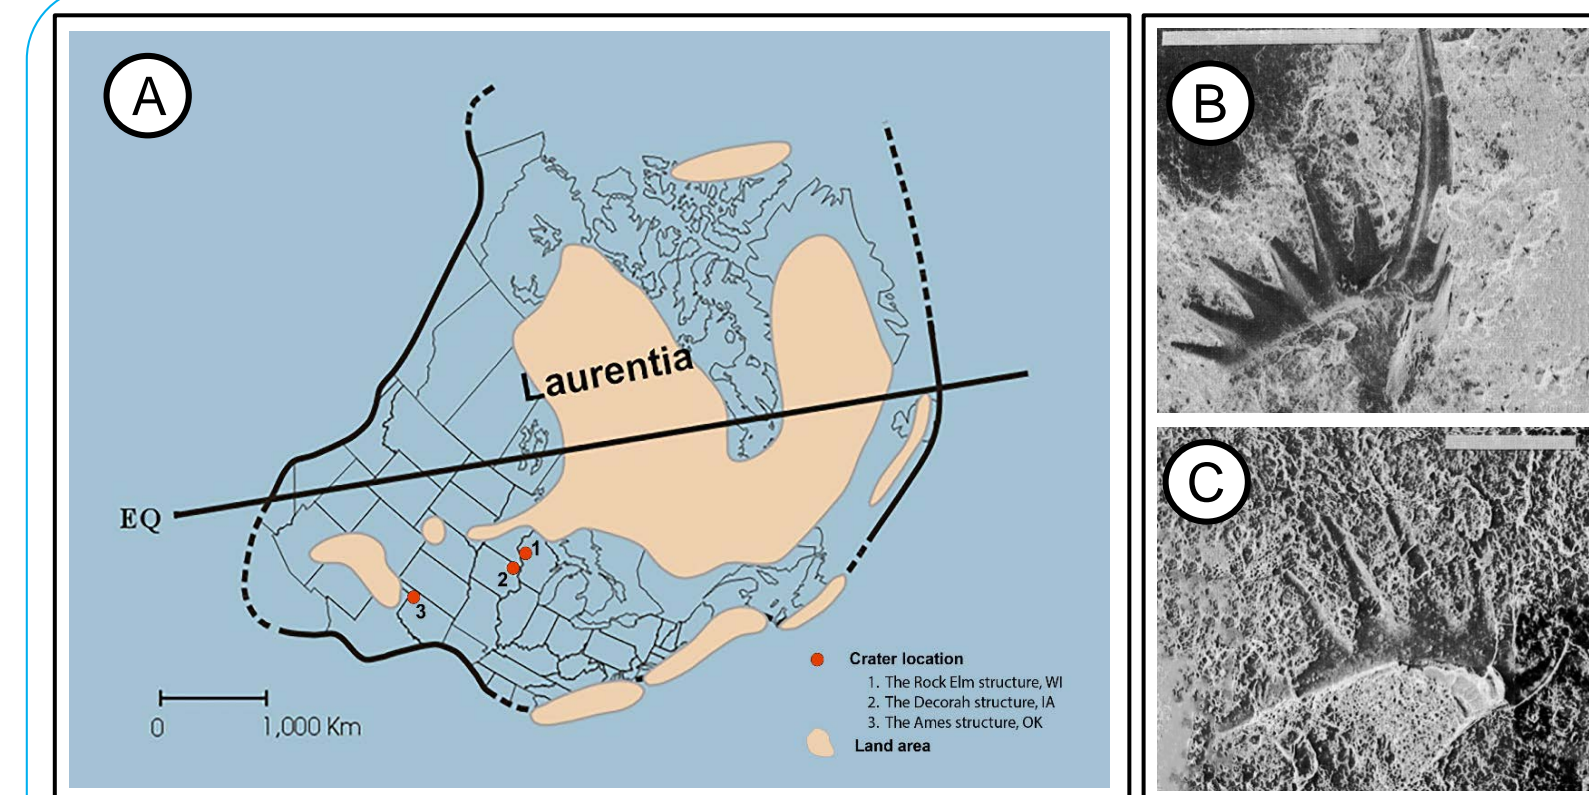 A
Laurentia
EQ
1
2
3
Crater location
1. The Rock Elm structure, WI
2. The Decorah structure, IA
3. The Ames structure, OK
Land area
0 1,000 Km
B
C